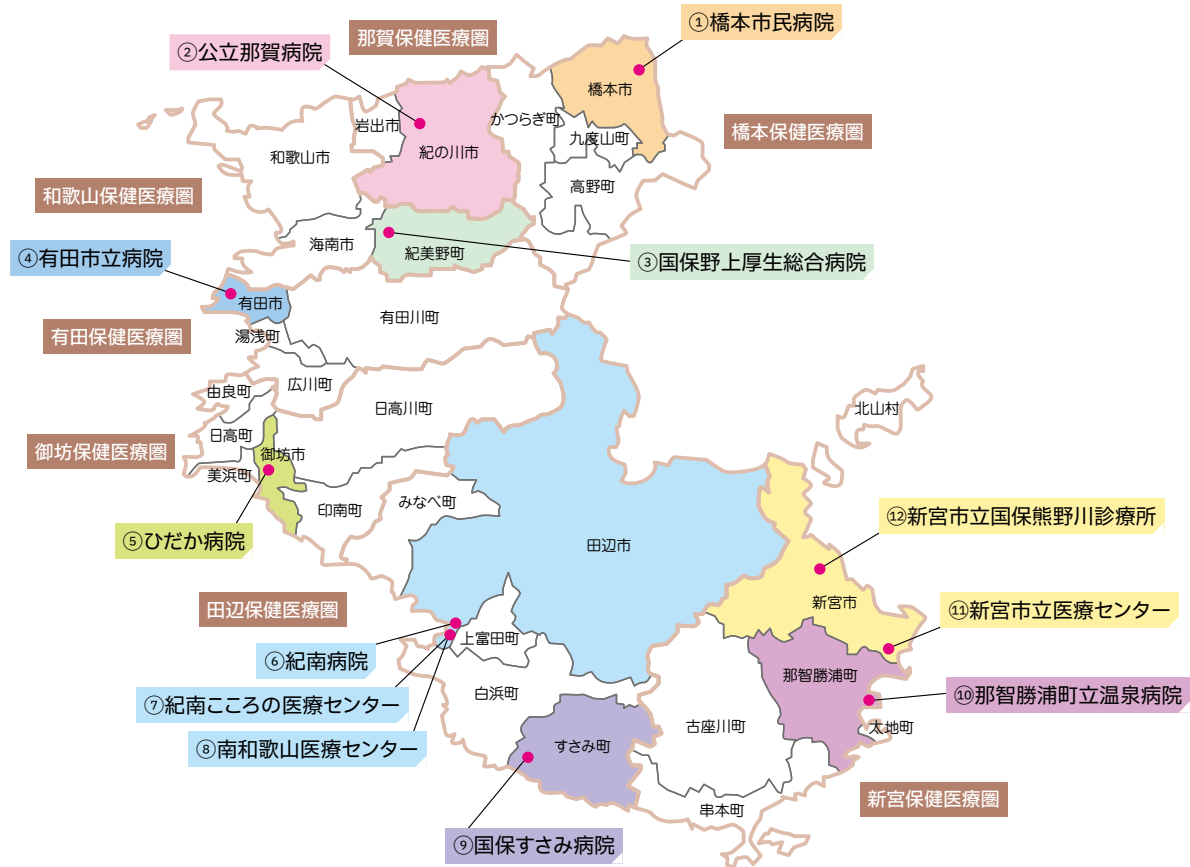 ①橋本市民病院
那賀保健医療圏
②公立那賀病院
橋本市
かつらぎ町
岩出市
九度山町
橋本保健医療圏
紀の川市
和歌山市
高野町
和歌山保健医療圏
海南市
紀美野町
④有田市立病院
③国保野上厚生総合病院
有田市
有田川町
有田保健医療圏
湯浅町
広川町
由良町
日高川町
北山村
日高町
御坊保健医療圏
御坊市
美浜町
みなべ町
印南町
⑫新宮市立国保熊野川診療所
⑤ひだか病院
田辺市
新宮市
田辺保健医療圏
⑪新宮市立医療センター
上富田町
⑥紀南病院
那智勝浦町
白浜町
⑩那智勝浦町立温泉病院
⑦紀南こころの医療センター
古座川町
太地町
⑧南和歌山医療センター
すさみ町
新宮保健医療圏
串本町
⑨国保すさみ病院